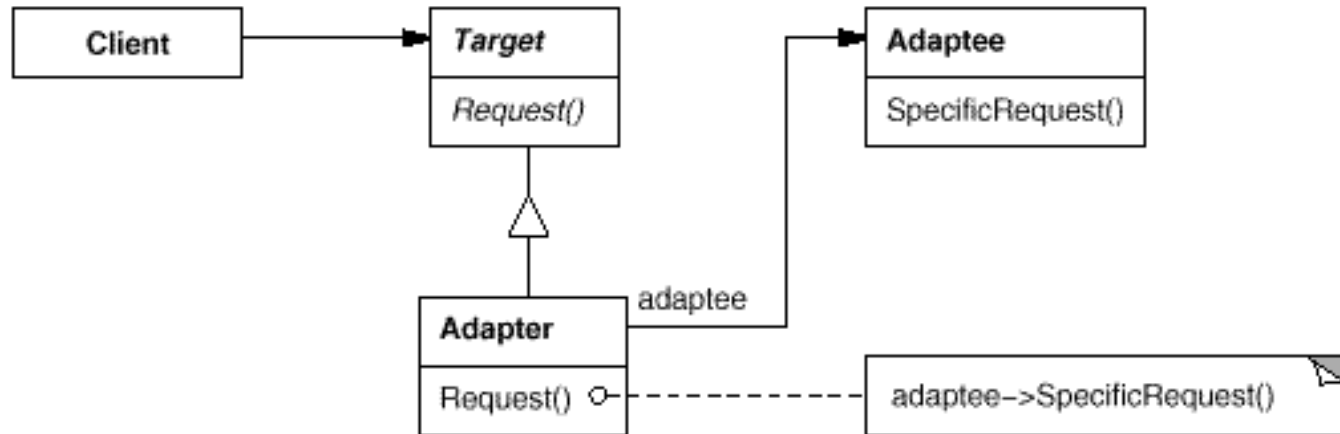 Client
Target
Request()
Adaptee
SpecificRequest()
adaptee
Adapter
Request()
adaptee->SpecificRequest()